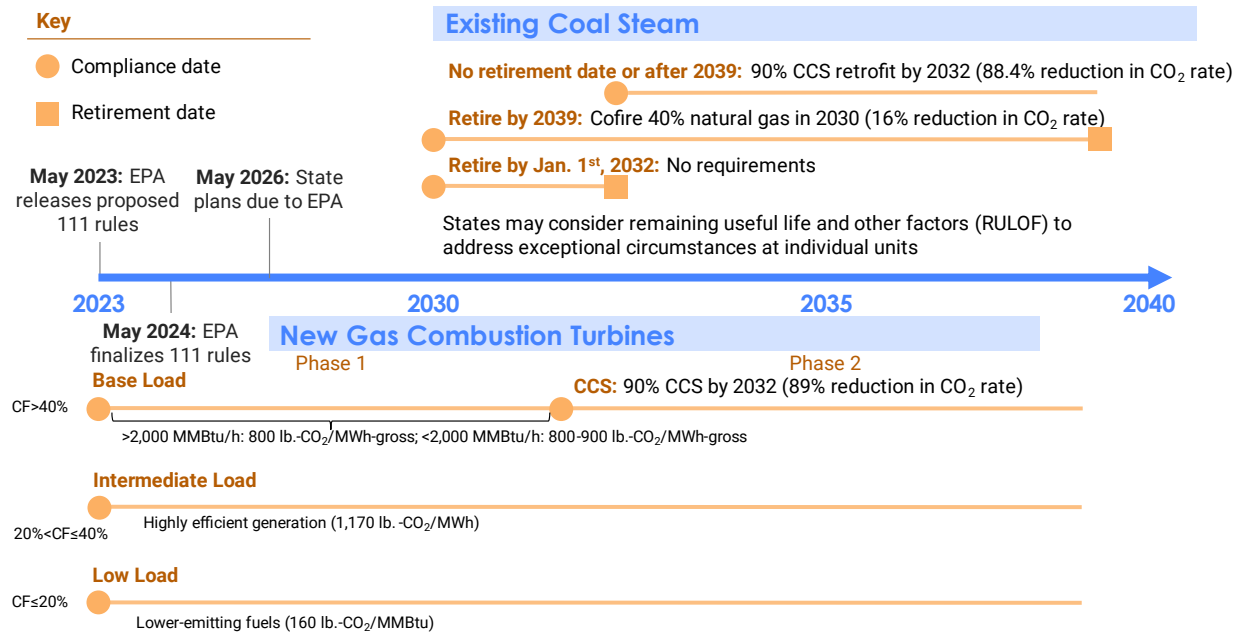 Key
Compliance date
Retirement date
Existing Coal Steam
No retirement date or after 2039: 90% CCS retrofit by 2032 (88.4% reduction in CO₂ rate)
Retire by 2039: Cofire 40% natural gas in 2030 (16% reduction in CO₂ rate)
Retire by Jan. 1st, 2032: No requirements
States may consider remaining useful life and other factors (RULOF) to
address exceptional circumstances at individual units
May 2023: EPA
releases proposed
111 rules
May 2026: State
plans due to EPA
2023
2030
2035
2040
May 2024: EPA
finalizes 111 rules
New Gas Combustion Turbines
Phase 1
Phase 2
Base Load
CCS: 90% CCS by 2032 (89% reduction in CO₂ rate)
CF>40%
>2,000 MMBtu/h: 800 lb.-CO₂/MWh-gross; <2,000 MMBtu/h: 800-900 lb.-CO₂/MWh-gross
Intermediate Load
20%<CF≤40%
Highly efficient generation (1,170 lb.-CO₂/MWh)
Low Load
CF≤20%
Lower-emitting fuels (160 lb.-CO₂/MMBtu)